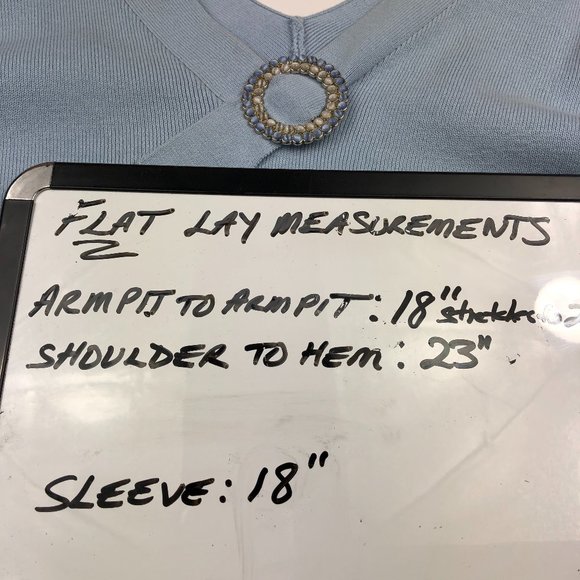 FLAT LAY MEASUREMENTS
ARMPIT TO ARMPIT: 18"
SHOULDER TO HEM: 23"
SLEEVE: 18"